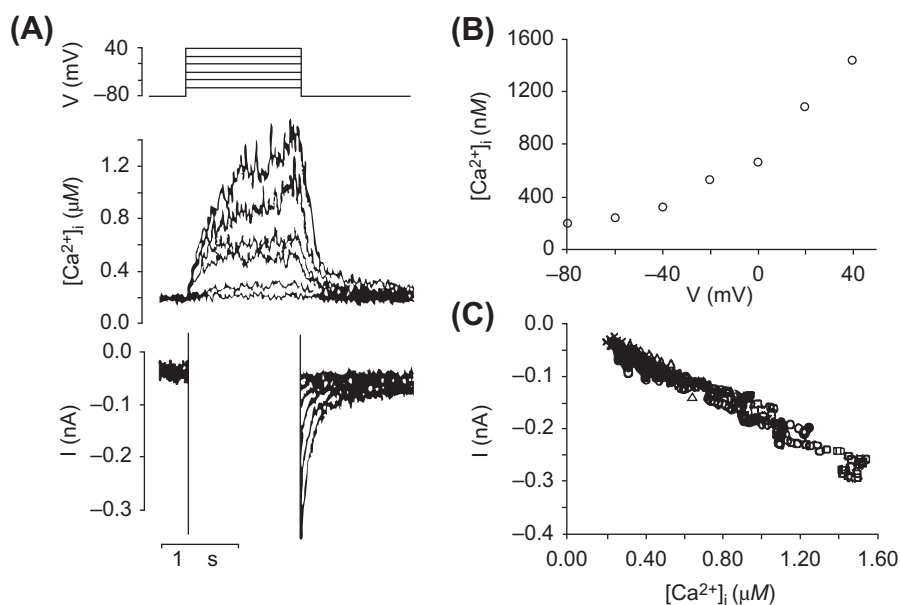 (A)
V (mV)
40
–80
[Ca²⁺]ᵢ (μM)
1.2
0.8
0.4
0.0
I (nA)
0.0
–0.1
–0.2
–0.3
1 s
(B)
[Ca²⁺]ᵢ (nM)
1600
1200
800
400
0
–80
–40
0
40
V (mV)
(C)
I (nA)
0.0
–0.1
–0.2
–0.3
–0.4
0.00
0.40
0.80
1.20
1.60
[Ca²⁺]ᵢ (μM)